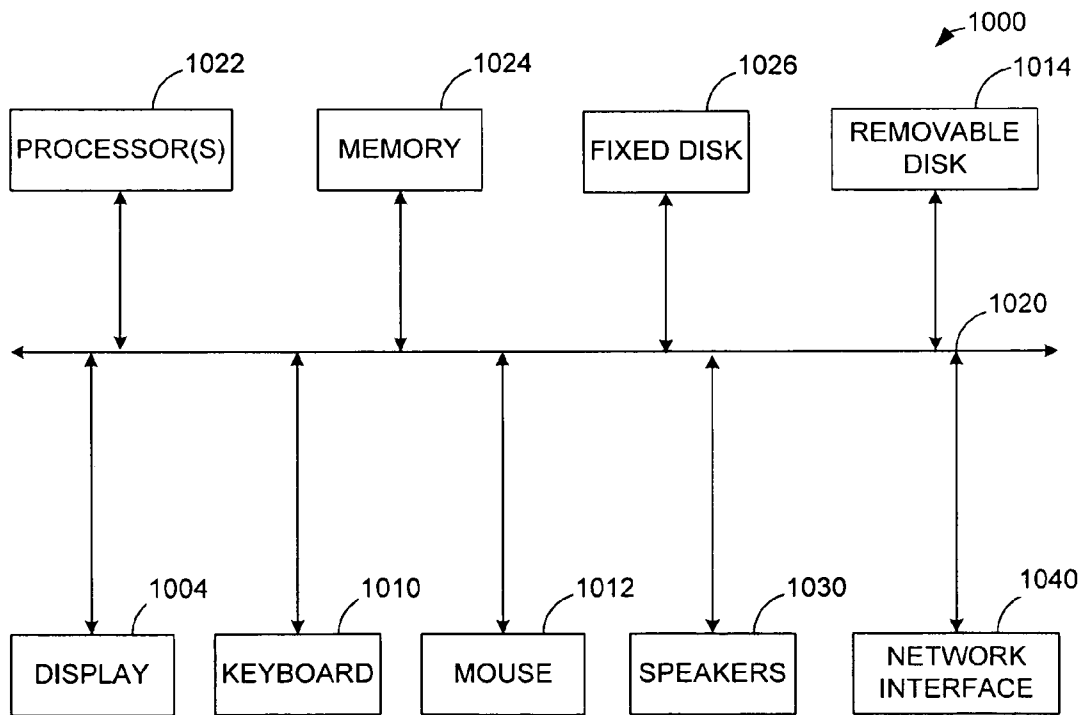 1000
1022
1024
1026
1014
PROCESSOR(S)
MEMORY
FIXED DISK
REMOVABLE
DISK
1020
1004
1010
1012
1030
1040
DISPLAY
KEYBOARD
MOUSE
SPEAKERS
NETWORK
INTERFACE